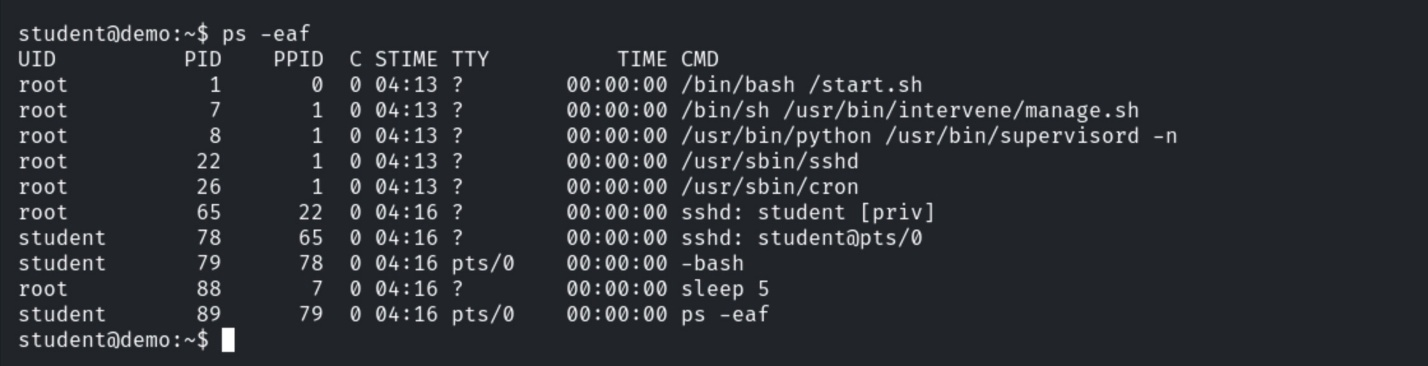 student@demo:~$ ps -eaf
UID        PID    PPID  C STIME TTY          TIME CMD
root         1       0  0 04:13 ?        00:00:00 /bin/bash /start.sh
root         7       1  0 04:13 ?        00:00:00 /bin/sh /usr/bin/intervene/manage.sh
root         8       1  0 04:13 ?        00:00:00 /usr/bin/python /usr/bin/supervisord -n
root        22       1  0 04:13 ?        00:00:00 /usr/sbin/sshd
root        26       1  0 04:13 ?        00:00:00 /usr/sbin/cron
root        65      22  0 04:16 ?        00:00:00 sshd: student [priv]
student     78      65  0 04:16 ?        00:00:00 sshd: student@pts/0
student     79      78  0 04:16 pts/0    00:00:00 -bash
root        88       7  0 04:16 ?        00:00:00 sleep 5
student     89      79  0 04:16 pts/0    00:00:00 ps -eaf
student@demo:~$